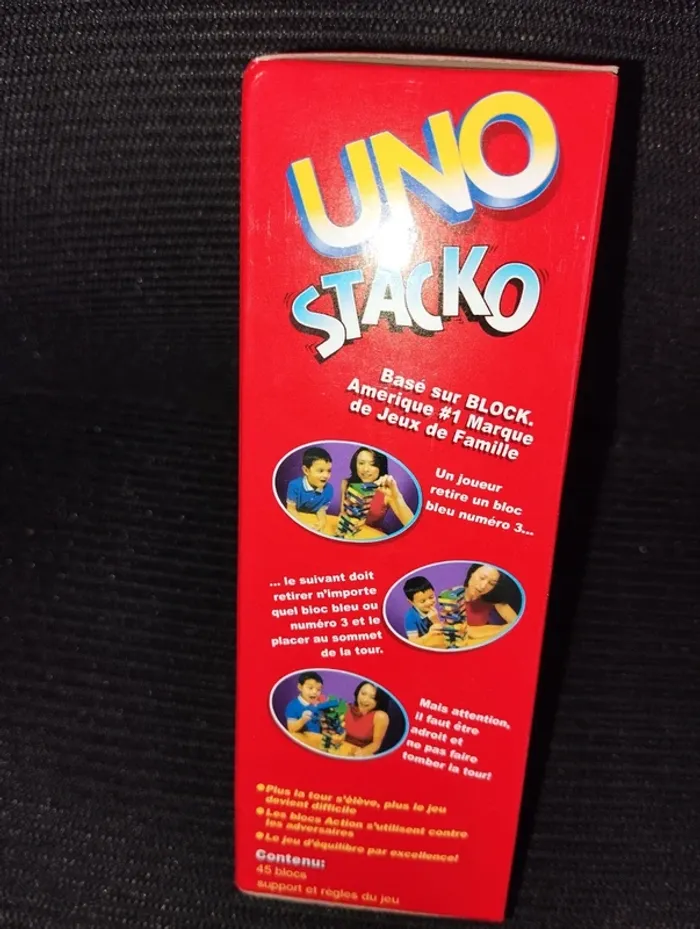 UNO
STACKO
Basé sur BLOCK.
Amérique #1 Marque
de Jeux de Famille
Un joueur
retire un bloc
bleu numéro 3...
... le suivant doit
retirer n'importe
quel bloc bleu ou
numéro 3 et le
placer au sommet
de la tour.
Mais attention,
il faut être
adroit et
ne pas faire
tomber la tour!
Plus la tour s'élève, plus le jeu
devient difficile
Les blocs Action s'utilisent contre
les adversaires
Le jeu d'équilibre par excellence!
Contenu:
45 blocs
support et règles du jeu